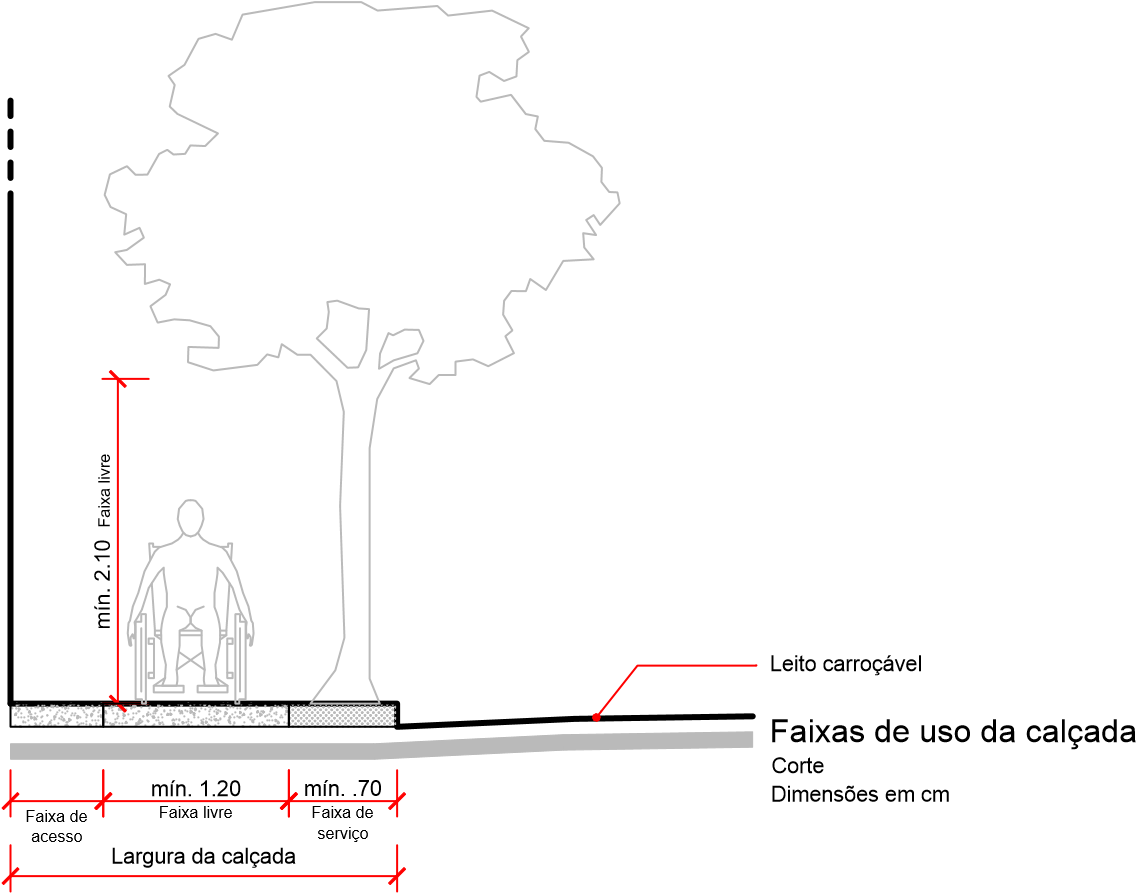 mín. 2.10 Faixa livre
Leito carroçável
Faixas de uso da calçada
Corte
Dimensões em cm
mín. 1.20
mín. .70
Faixa de
acesso
Faixa livre
Faixa de
serviço
Largura da calçada